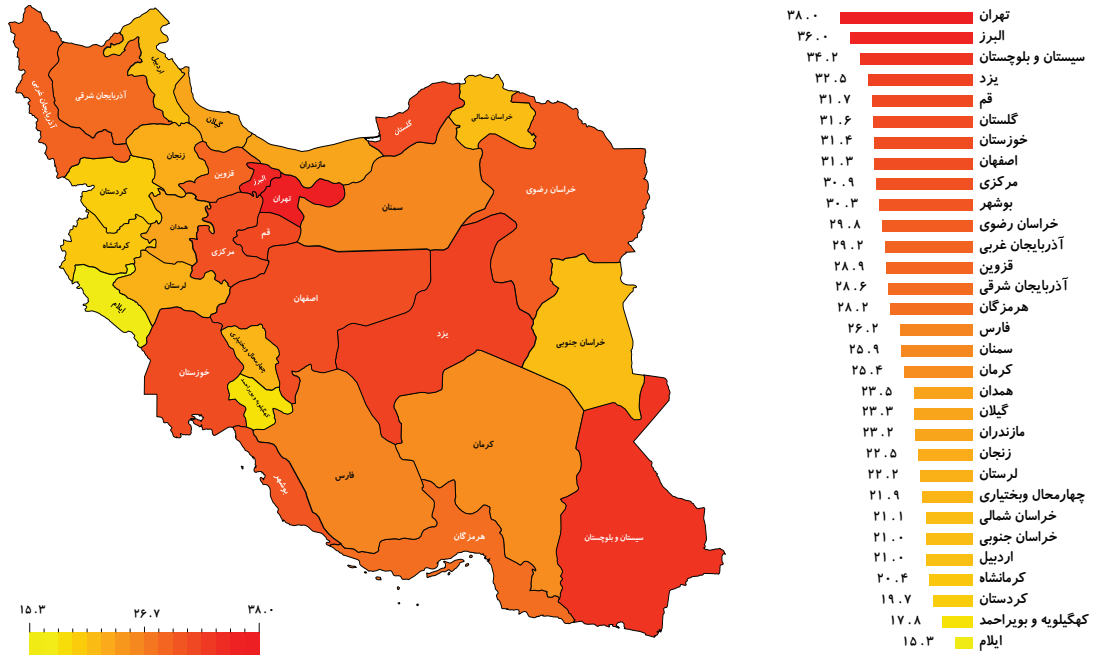 آذربایجان غربی
آذربایجان شرقی
اردبیل
گیلان
زنجان
کردستان
قزوین
البرز
تهران
مازندران
گلستان
خراسان شمالی
خراسان رضوی
سمنان
همدان
کرمانشاه
مرکزی
قم
لرستان
ایلام
اصفهان
یزد
خراسان جنوبی
چهارمحال وبختیاری
خوزستان
کهگیلویه و بویراحمد
کرمان
فارس
بوشهر
هرمزگان
سیستان و بلوچستان
۱۵.۳ ۲۶.۷ ۳۸.۰
تهران ۳۸.۰
البرز ۳۶.۰
سیستان و بلوچستان ۳۴.۲
یزد ۳۲.۵
قم ۳۱.۷
گلستان ۳۱.۶
خوزستان ۳۱.۴
اصفهان ۳۱.۳
مرکزی ۳۰.۹
بوشهر ۳۰.۳
خراسان رضوی ۲۹.۸
آذربایجان غربی ۲۹.۲
قزوین ۲۸.۹
آذربایجان شرقی ۲۸.۶
هرمزگان ۲۸.۲
فارس ۲۶.۲
سمنان ۲۵.۹
کرمان ۲۵.۴
همدان ۲۳.۵
گیلان ۲۳.۳
مازندران ۲۳.۲
زنجان ۲۲.۵
لرستان ۲۲.۲
چهارمحال وبختیاری ۲۱.۹
خراسان شمالی ۲۱.۱
خراسان جنوبی ۲۱.۰
اردبیل ۲۱.۰
کرمانشاه ۲۰.۴
کردستان ۱۹.۷
کهگیلویه و بویراحمد ۱۷.۸
ایلام ۱۵.۳